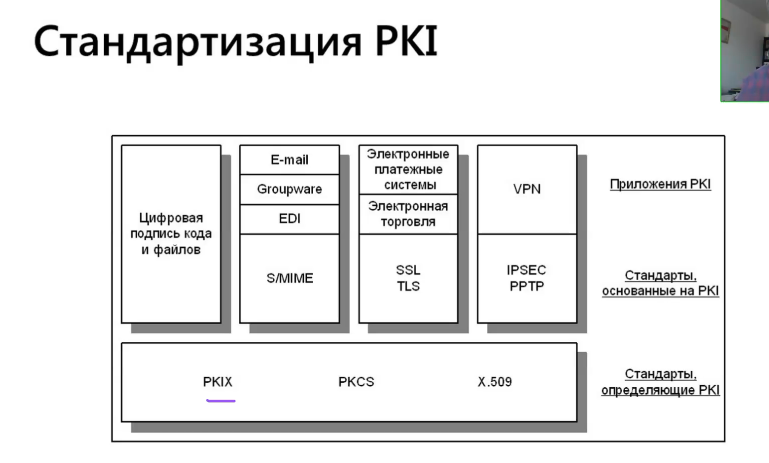 Стандартизация PKI
Цифровая
подпись кода
и файлов
E-mail
Groupware
EDI
S/MIME
Электронные
платежные
системы
Электронная
торговля
SSL
TLS
VPN
IPSEC
PPTP
Приложения PKI
Стандарты,
основанные на PKI
PKIX
PKCS
X.509
Стандарты,
определяющие PKI